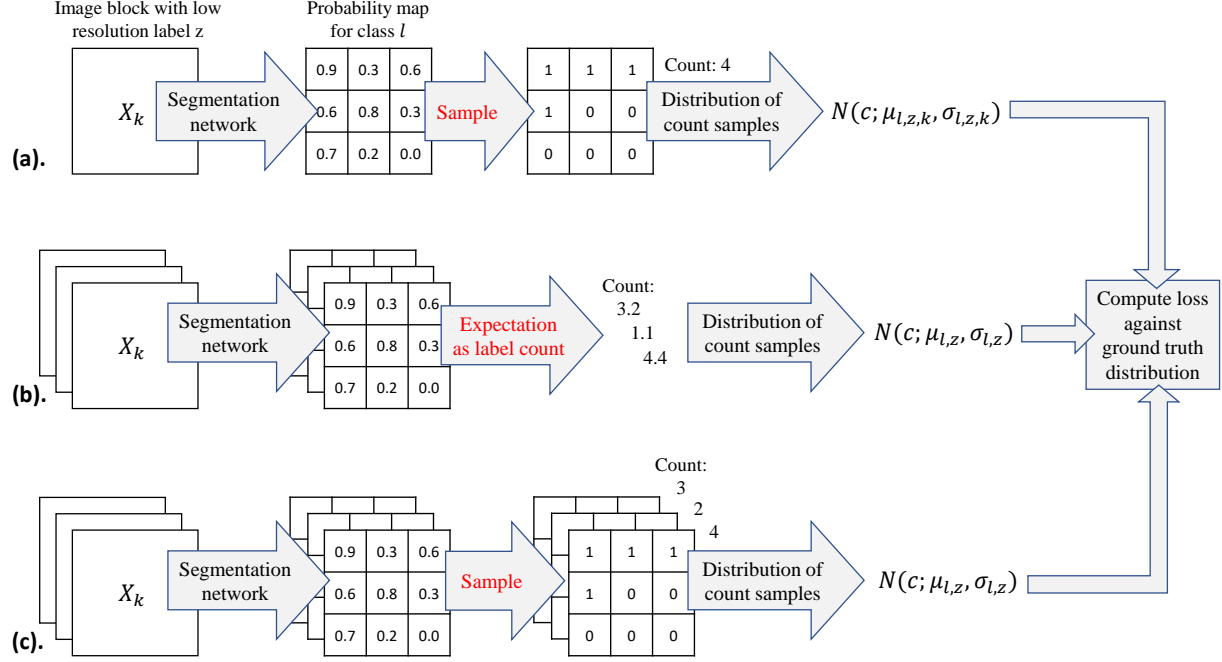 Image block with low
resolution label z
Probability map
for class l
X_k
Segmentation
network
0.9 0.3 0.6
0.6 0.8 0.3
0.7 0.2 0.0
Sample
1 1 1
1 0 0
0 0 0
Count: 4
Distribution of
count samples
N(c; μ_{l,z,k}, σ_{l,z,k})
(a).
X_k
Segmentation
network
0.9 0.3 0.6
0.6 0.8 0.3
0.7 0.2 0.0
Expectation
as label count
Count:
3.2
1.1
4.4
Distribution of
count samples
N(c; μ_{l,z}, σ_{l,z})
Compute loss
against
ground truth
distribution
(b).
X_k
Segmentation
network
0.9 0.3 0.6
0.6 0.8 0.3
0.7 0.2 0.0
Sample
1 1 1
1 0 0
0 0 0
Count:
3
2
4
Distribution of
count samples
N(c; μ_{l,z}, σ_{l,z})
(c).